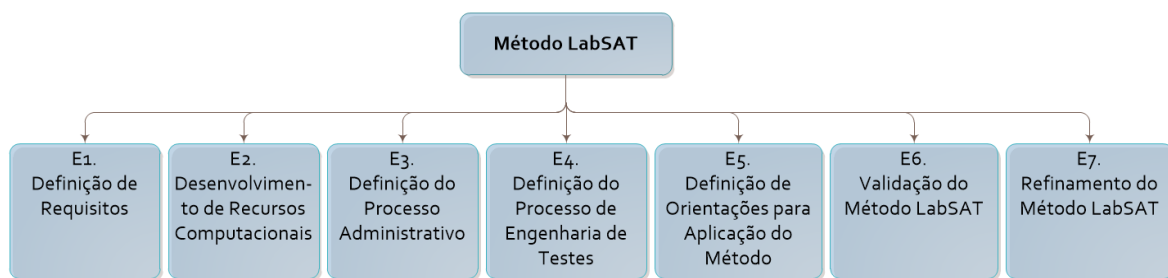 Método LabSAT
E1.
Definição de
Requisitos
E2.
Desenvolvimen-
to de Recursos
Computacionais
E3.
Definição do
Processo
Administrativo
E4.
Definição do
Processo de
Engenharia de
Testes
E5.
Definição de
Orientações para
Aplicação do
Método
E6.
Validação do
Método LabSAT
E7.
Refinamento do
Método LabSAT